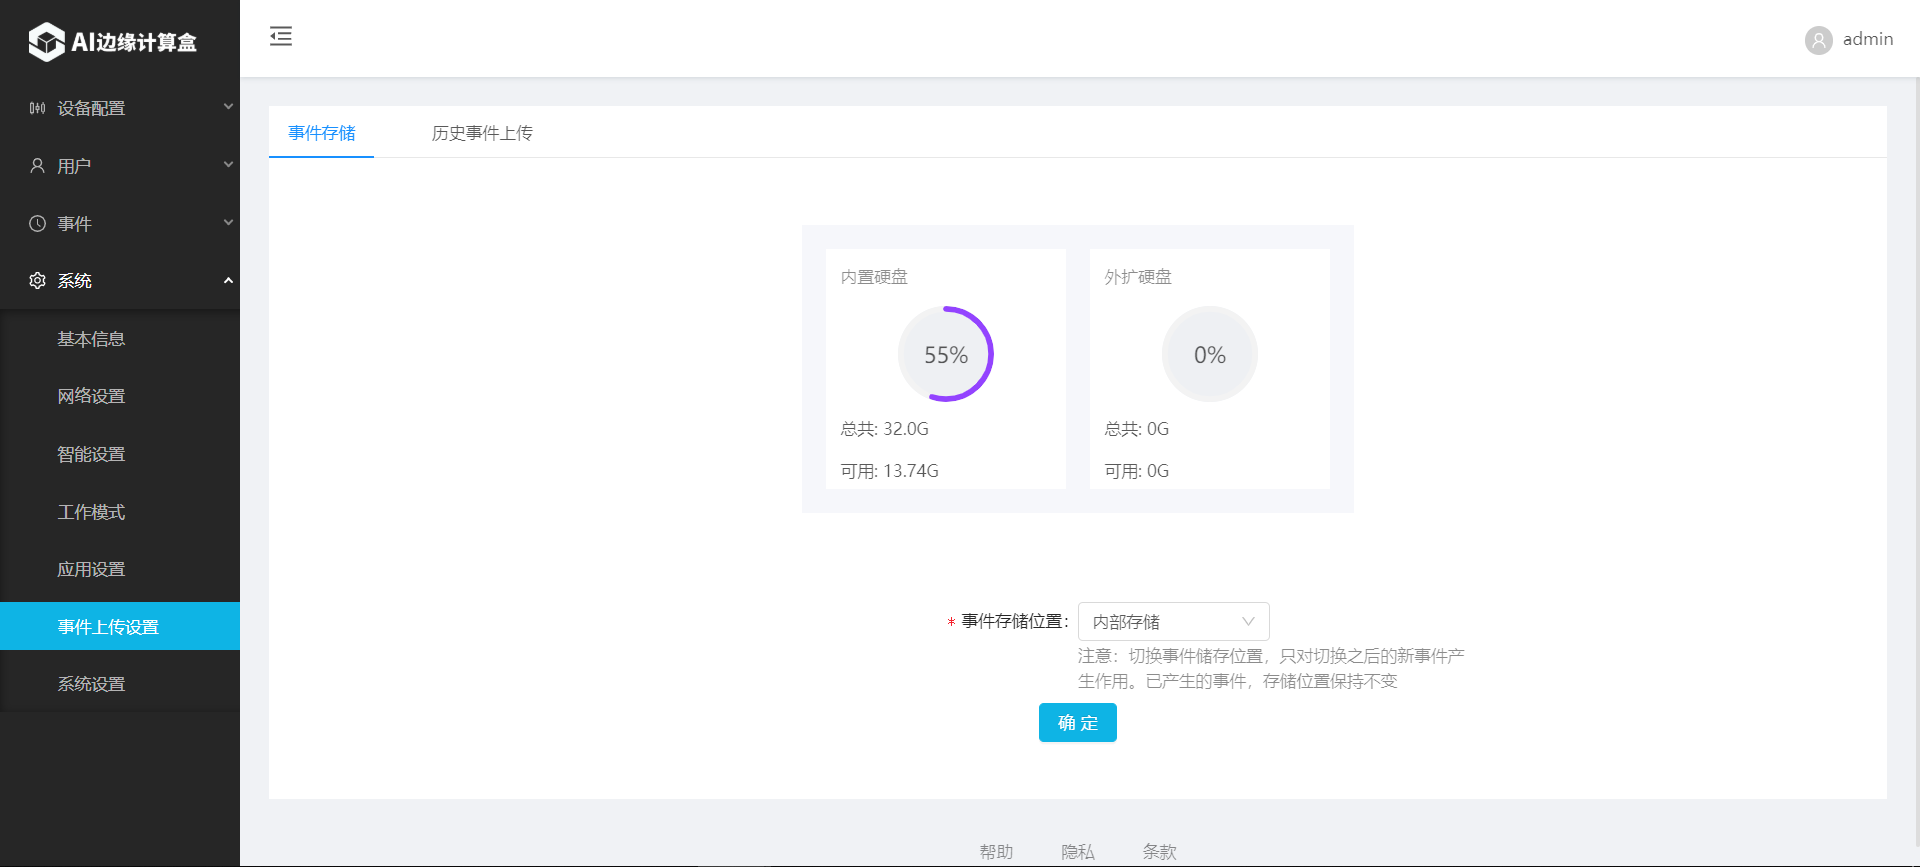 AI边缘计算盒
admin
设备配置
用户
事件
系统
基本信息
网络设置
智能设置
工作模式
应用设置
事件上传设置
系统设置
事件存储
历史事件上传
内置硬盘
55%
总共: 32.0G
可用: 13.74G
外扩硬盘
0%
总共: 0G
可用: 0G
* 事件存储位置:
内部存储
注意：切换事件储存位置，只对切换之后的新事件产
生作用。已产生的事件，存储位置保持不变
确 定
帮助
隐私
条款